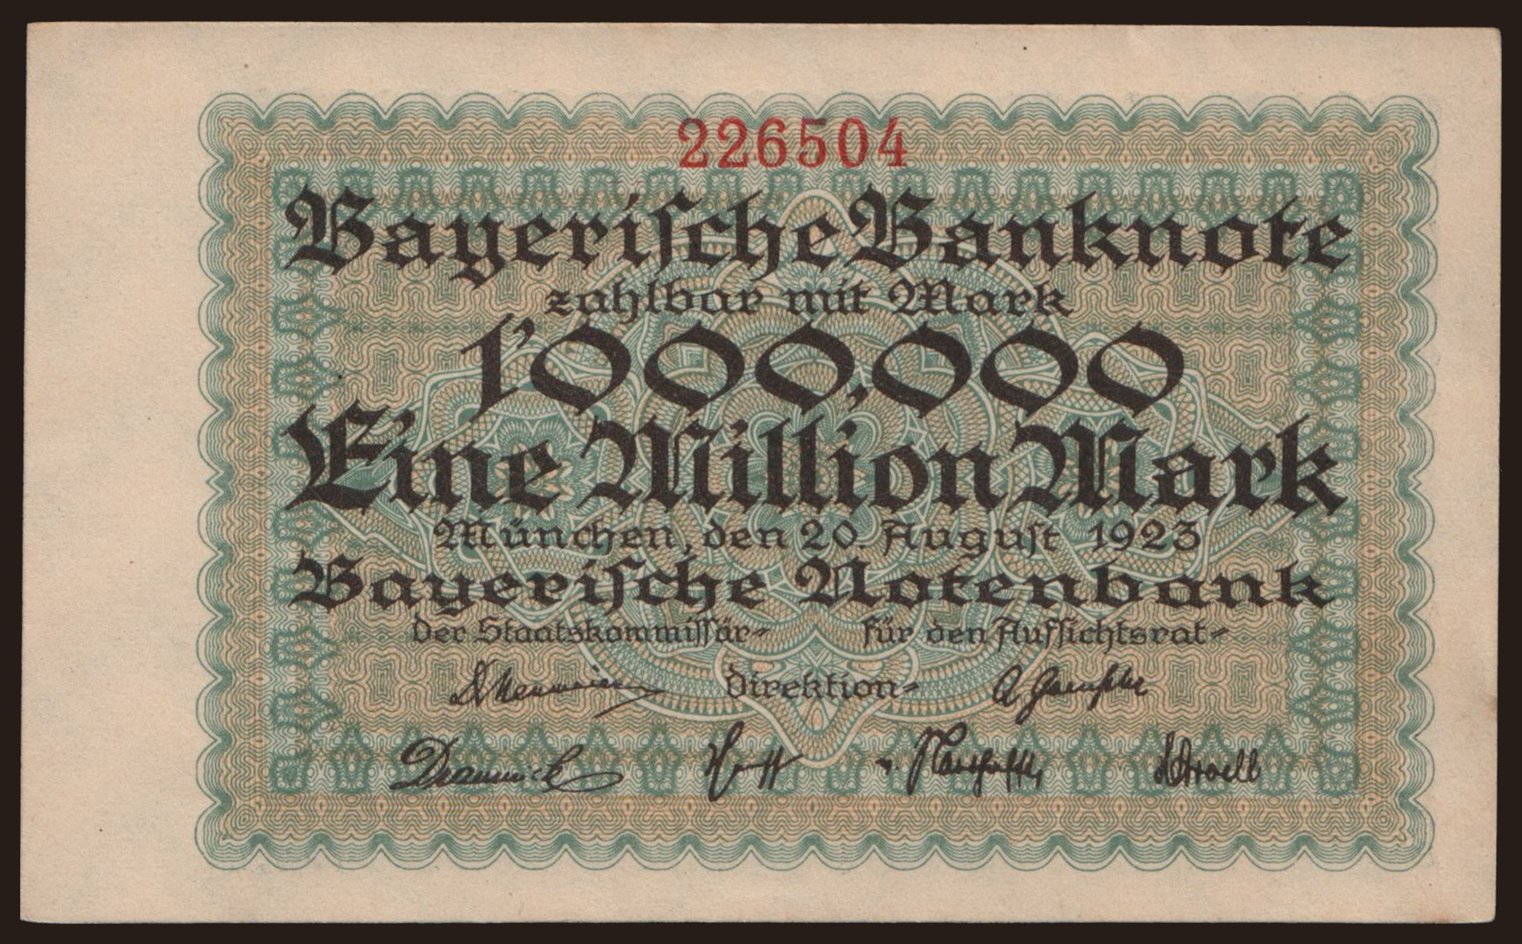 226504
Bayerische Banknote
zahlbar mit Mark
1'000,000
Eine Million Mark
München, den 20. August 1923
Bayerische Notenbank
Der Staatskommissär- für den Aufsichtsrat-
Direktion-